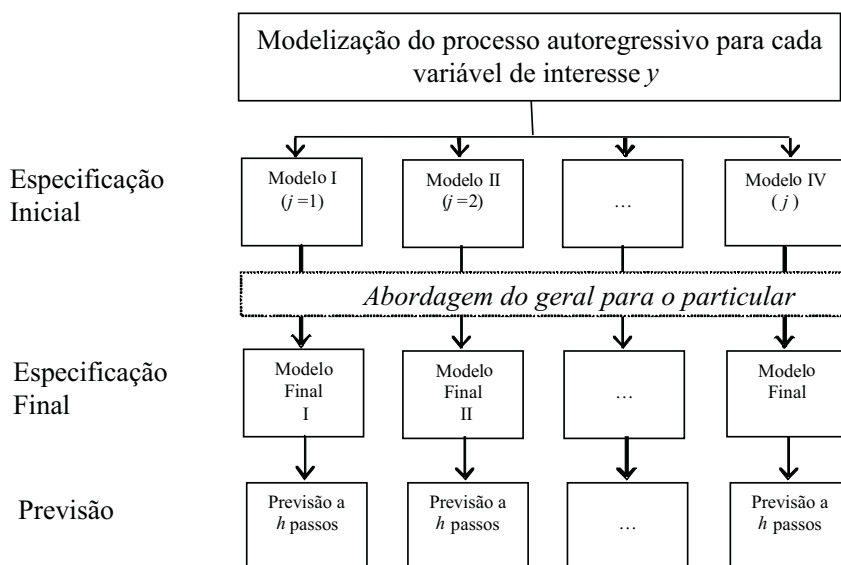 Modelização do processo autoregressivo para cada
variável de interesse y
Especificação
Inicial
Modelo I
(j =1)
Modelo II
(j =2)
…
Modelo IV
( j )
Abordagem do geral para o particular
Especificação
Final
Modelo
Final
I
Modelo
Final
II
…
Modelo
Final
Previsão
Previsão a
h passos
Previsão a
h passos
…
Previsão a
h passos